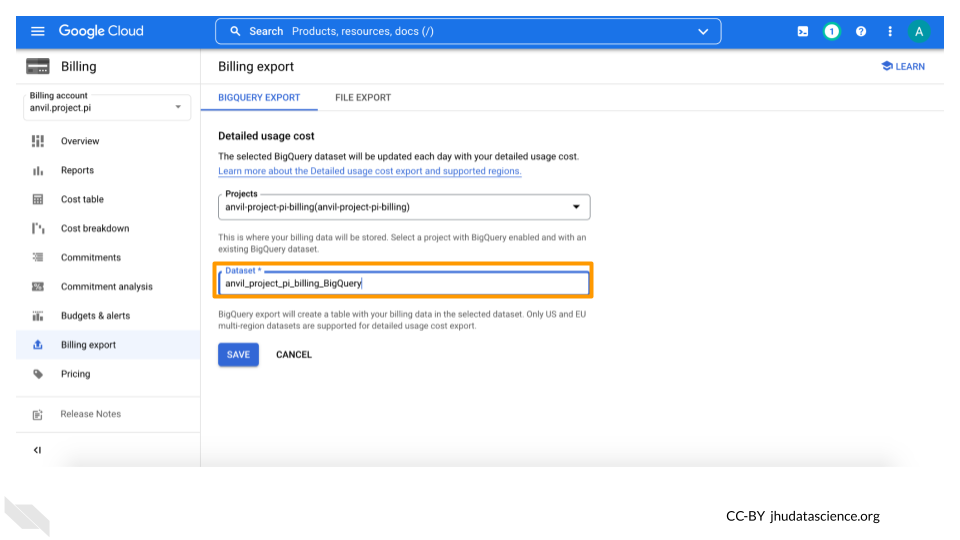 Google Cloud
Search Products, resources, docs (/)
1
?
A
Billing
Billing export
LEARN
Billing account
anvil.project.pi
BIGQUERY EXPORT
FILE EXPORT
Overview
Reports
Cost table
Cost breakdown
Commitments
Commitment analysis
Budgets & alerts
Billing export
Pricing
Release Notes
Detailed usage cost
The selected BigQuery dataset will be updated each day with your detailed usage cost.
Learn more about the Detailed usage cost export and supported regions.
Projects
anvil-project-pi-billing(anvil-project-pi-billing)
This is where your billing data will be stored. Select a project with BigQuery enabled and with an
existing BigQuery dataset.
Dataset *
anvil_project_pi_billing_BigQuery
BigQuery export will create a table with your billing data in the selected dataset. Only US and EU
multi-region datasets are supported for detailed usage cost export.
SAVE
CANCEL
CC-BY jhudatascience.org